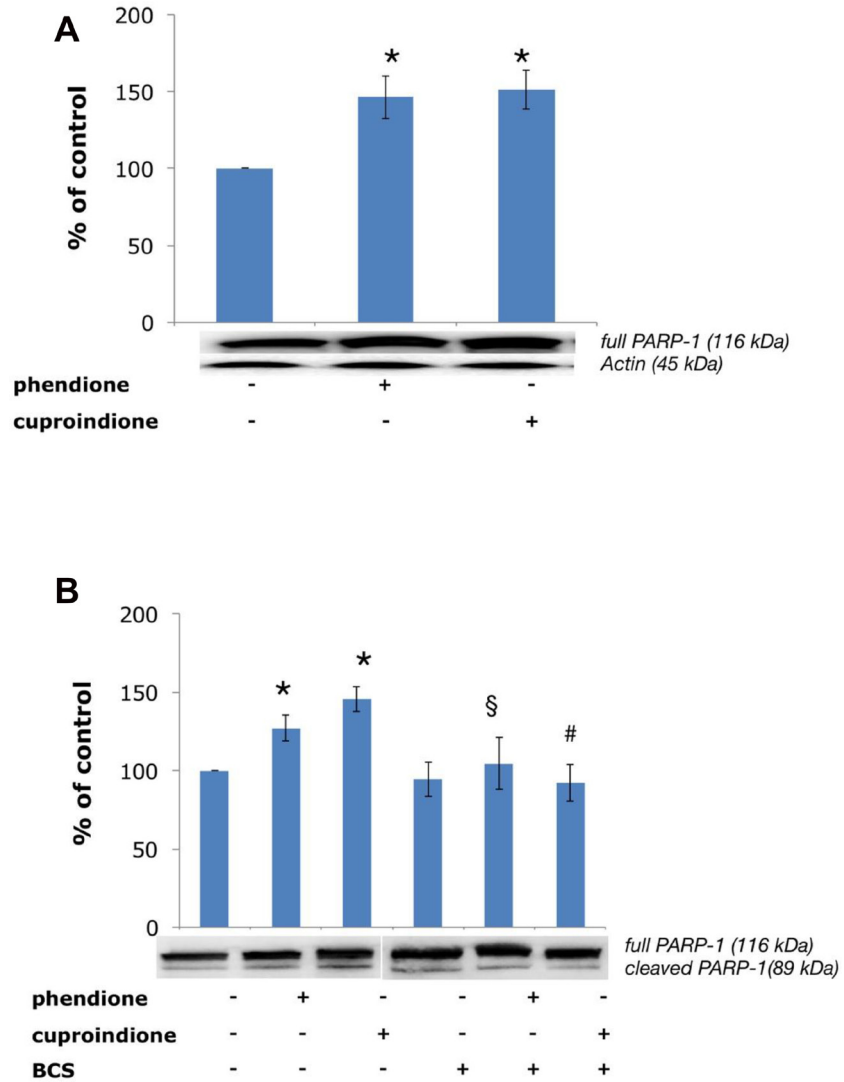 A
200
150
100
50
0
% of control
* *
full PARP-1 (116 kDa)
Actin (45 kDa)
phendione - + -
cuproindione - - +
B
200
150
100
50
0
% of control
* * § #
full PARP-1 (116 kDa)
cleaved PARP-1(89 kDa)
phendione - + - - + -
cuproindione - - + - - +
BCS - - - + + +